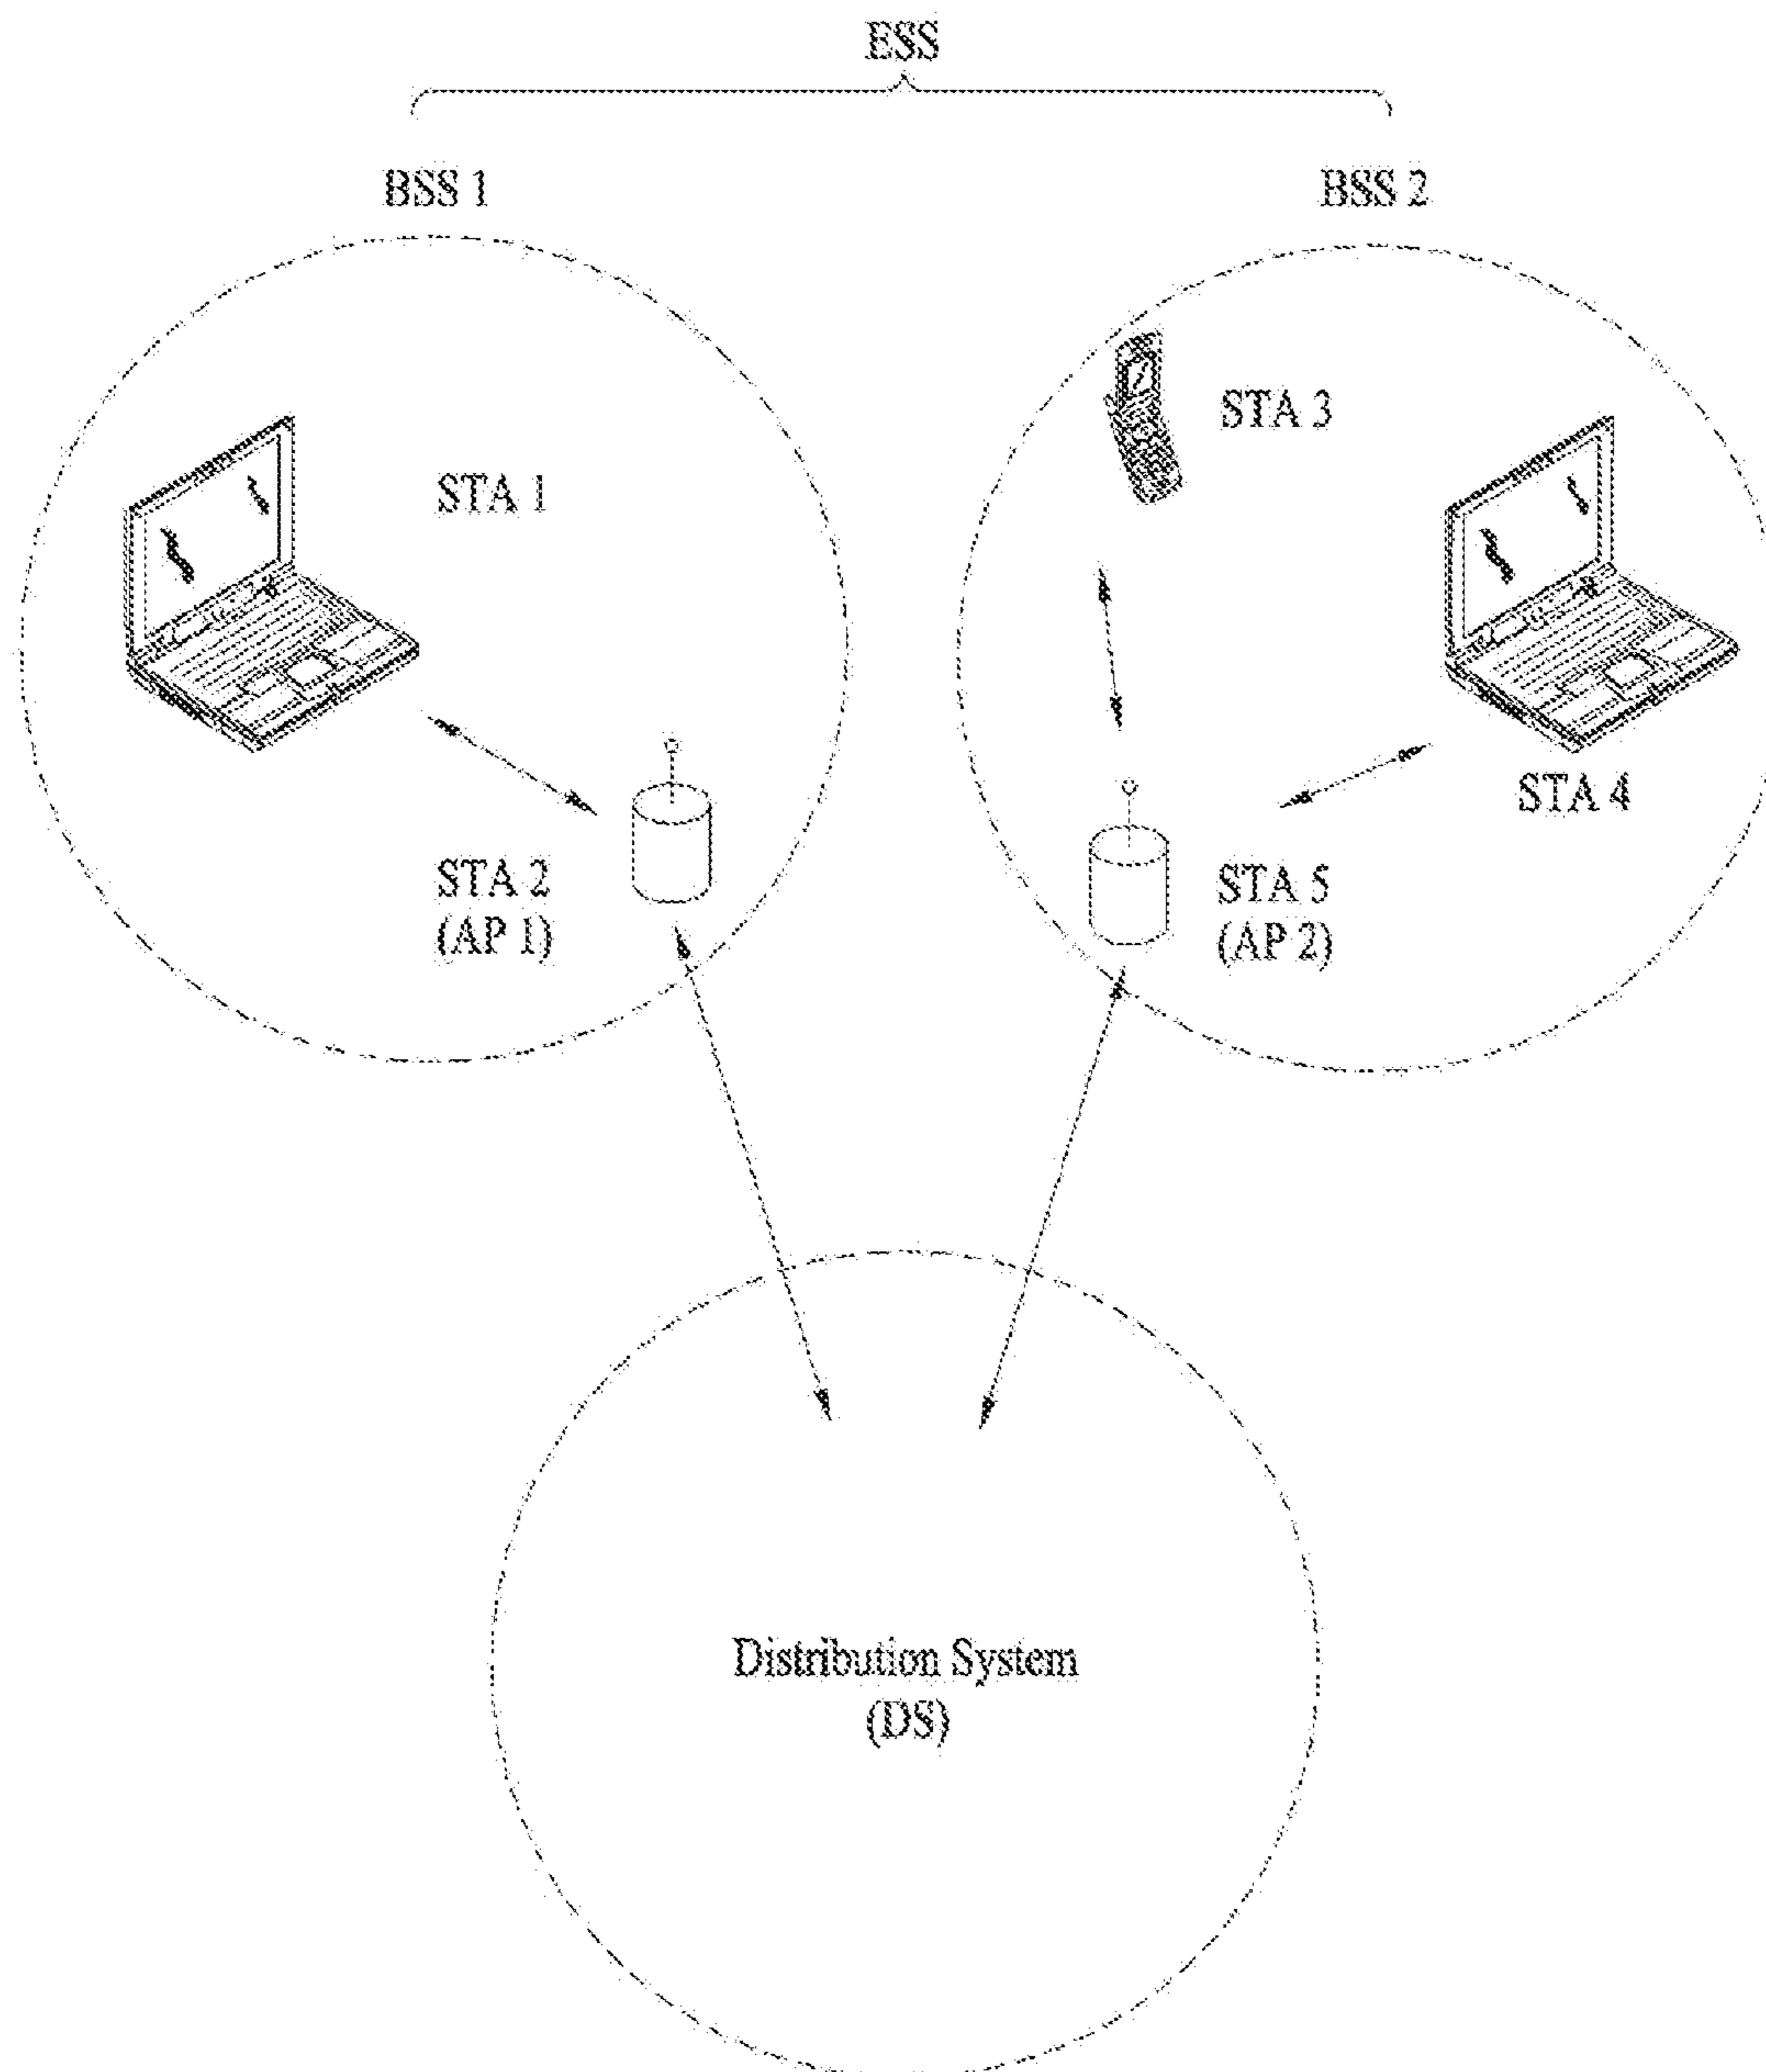 ESS
BSS 1
BSS 2
STA 1
STA 3
STA 4
STA 2
(AP 1)
STA 5
(AP 2)
Distribution System
(DS)